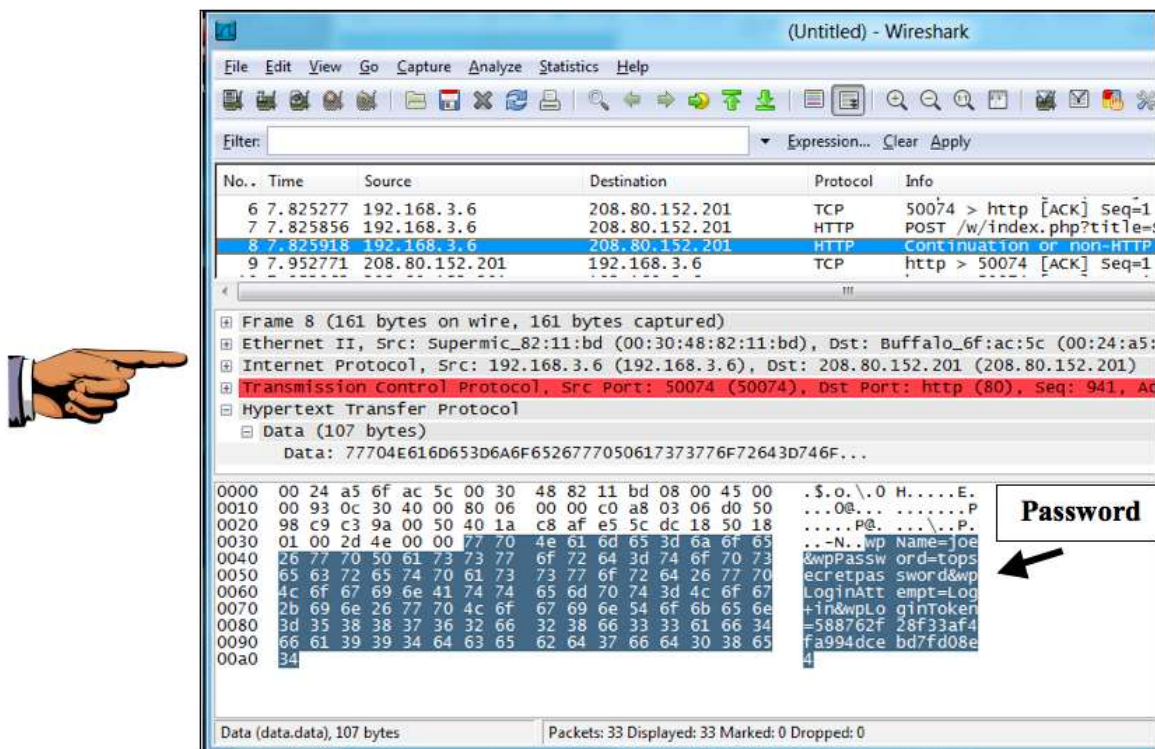 (Untitled) - Wireshark
File Edit View Go Capture Analyze Statistics Help
Filter: Expression... Clear Apply
No.. Time Source Destination Protocol Info
6 7.825277 192.168.3.6 208.80.152.201 TCP 50074 > http [ACK] Seq=1
7 7.825856 192.168.3.6 208.80.152.201 HTTP POST /w/index.php?title=
8 7.825918 192.168.3.6 208.80.152.201 HTTP Continuation or non-HTTP
9 7.952771 208.80.152.201 192.168.3.6 TCP http > 50074 [ACK] Seq=1
Frame 8 (161 bytes on wire, 161 bytes captured)
Ethernet II, Src: Supermic_82:11:bd (00:30:48:82:11:bd), Dst: Buffalo_6f:ac:5c (00:24:a5:
Internet Protocol, Src: 192.168.3.6 (192.168.3.6), Dst: 208.80.152.201 (208.80.152.201)
Transmission Control Protocol, Src Port: 50074 (50074), Dst Port: http (80), Seq: 941, Ac
Hypertext Transfer Protocol
Data (107 bytes)
Data: 77704E616D653D6A6F6526777050617373776F72643D746F...
0000 00 24 a5 6f ac 5c 00 30 48 82 11 bd 08 00 45 00 .$.o.\.0 H.....E.
0010 00 93 0c 30 40 00 80 06 00 00 c0 a8 03 06 d0 50 ...0@... .......P
0020 98 c9 c3 9a 00 50 40 1a c8 af e5 5c dc 18 50 18 .....P@. ...\..P.
0030 01 00 2d 4e 00 00 77 70 4e 61 6d 65 3d 6a 6f 65 ..-N..wp Name=joe
0040 26 77 70 50 61 73 73 77 6f 72 64 3d 74 6f 70 73 &wpPassw ord=tops
0050 65 63 72 65 74 70 61 73 73 77 6f 72 64 26 77 70 ecretpas sword&wp
0060 4c 6f 67 69 6e 41 74 74 65 6d 70 74 3d 4c 6f 67 LoginAtt empt=Log
0070 2b 69 6e 26 77 70 4c 6f 67 69 6e 54 6f 6b 65 6e +in&wpLo ginToken
0080 3d 35 38 38 37 36 32 66 32 38 66 33 33 61 66 34 =588762f 28f33af4
0090 66 61 39 39 34 64 63 65 62 64 37 66 64 30 38 65 fa994dce bd7fd08e
00a0 34 4
Password
Data (data.data), 107 bytes Packets: 33 Displayed: 33 Marked: 0 Dropped: 0